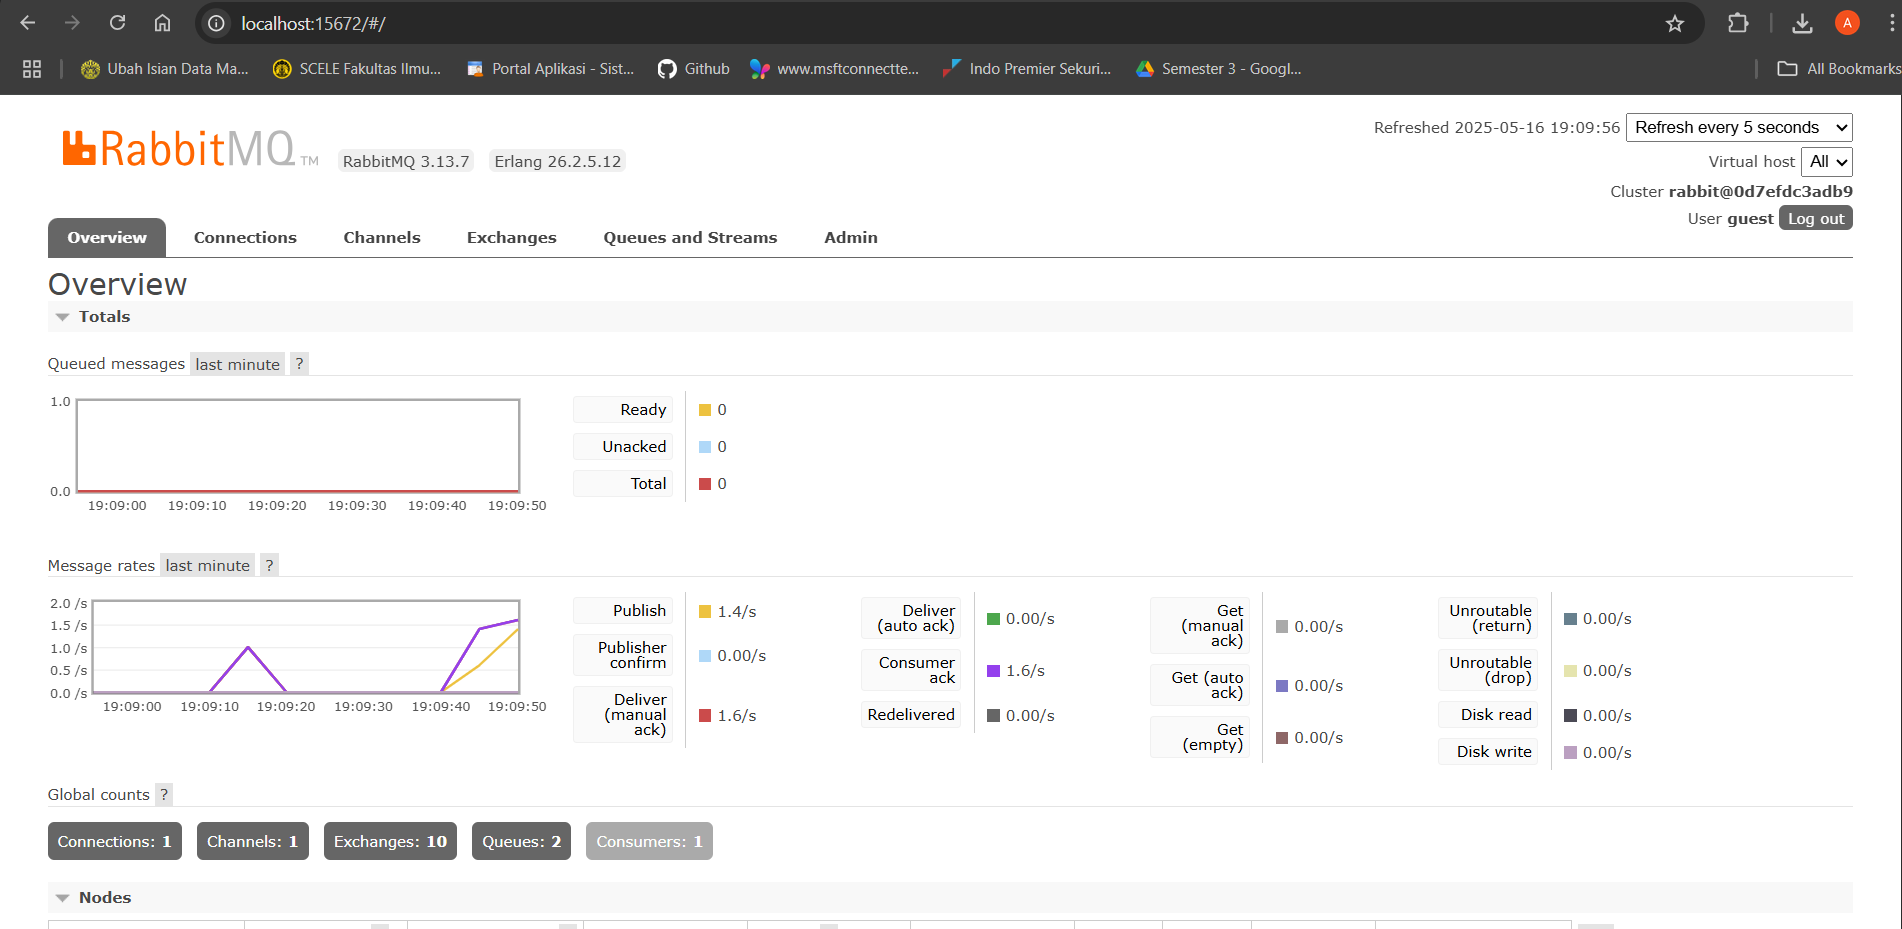 localhost:15672/#/
A
Ubah Isian Data Ma...
SCELE Fakultas Ilmu...
Portal Aplikasi - Sist...
Github
www.msftconnectte...
Indo Premier Sekuri...
Semester 3 - Googl...
All Bookmarks
RabbitMQ TM
RabbitMQ 3.13.7
Erlang 26.2.5.12
Refreshed 2025-05-16 19:09:56
Refresh every 5 seconds
Virtual host All
Cluster rabbit@0d7efdc3adb9
User guest Log out
Overview
Connections
Channels
Exchanges
Queues and Streams
Admin
Overview
Totals
Queued messages last minute ?
1.0
0.0
19:09:00 19:09:10 19:09:20 19:09:30 19:09:40 19:09:50
Ready 0
Unacked 0
Total 0
Message rates last minute ?
2.0 /s
1.5 /s
1.0 /s
0.5 /s
0.0 /s
19:09:00 19:09:10 19:09:20 19:09:30 19:09:40 19:09:50
Publish 1.4/s
Publisher
confirm 0.00/s
Deliver
(manual
ack) 1.6/s
Deliver
(auto ack) 0.00/s
Consumer
ack 1.6/s
Redelivered 0.00/s
Get
(manual
ack) 0.00/s
Get (auto
ack) 0.00/s
Get
(empty) 0.00/s
Unroutable
(return) 0.00/s
Unroutable
(drop) 0.00/s
Disk read 0.00/s
Disk write 0.00/s
Global counts ?
Connections: 1
Channels: 1
Exchanges: 10
Queues: 2
Consumers: 1
Nodes